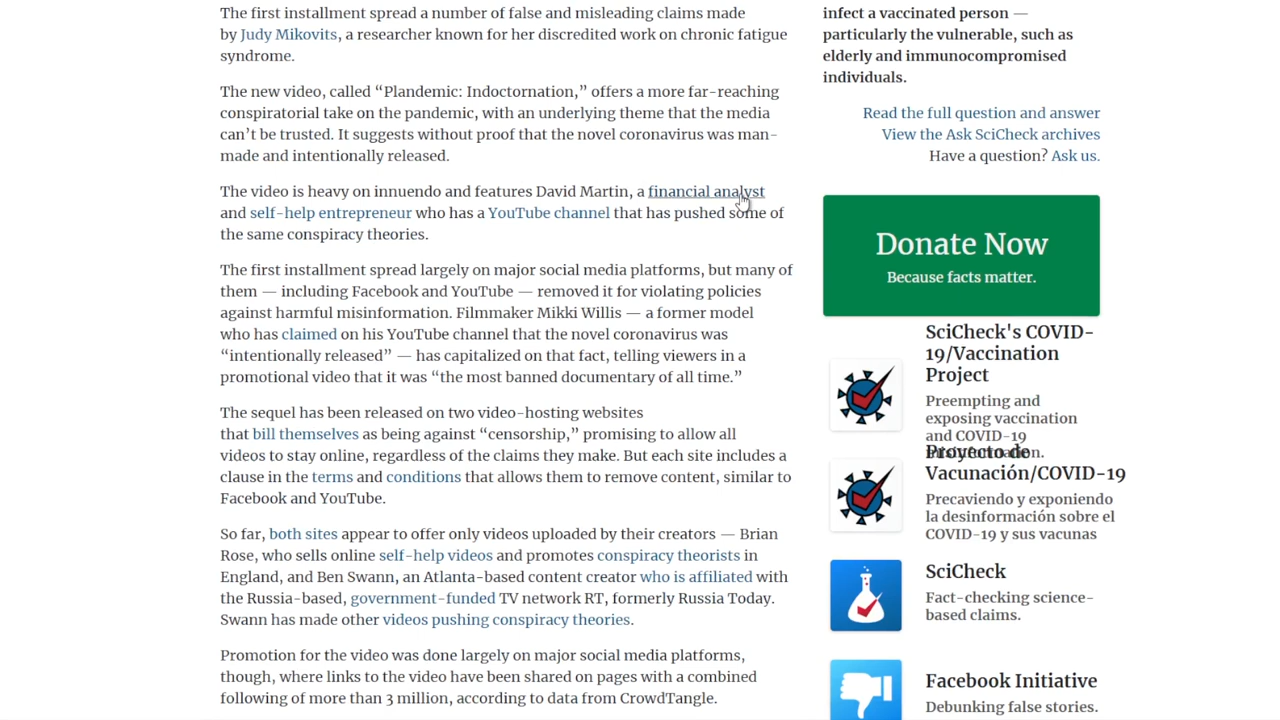 The first installment spread a number of false and misleading claims made
by Judy Mikovits, a researcher known for her discredited work on chronic fatigue
syndrome.
The new video, called “Plandemic: Indoctornation,” offers a more far-reaching
conspiratorial take on the pandemic, with an underlying theme that the media
can’t be trusted. It suggests without proof that the novel coronavirus was man-
made and intentionally released.
The video is heavy on innuendo and features David Martin, a financial analyst
and self-help entrepreneur who has a YouTube channel that has pushed some of
the same conspiracy theories.
The first installment spread largely on major social media platforms, but many of
them — including Facebook and YouTube — removed it for violating policies
against harmful misinformation. Filmmaker Mikki Willis — a former model
who has claimed on his YouTube channel that the novel coronavirus was
“intentionally released” — has capitalized on that fact, telling viewers in a
promotional video that it was “the most banned documentary of all time.”
The sequel has been released on two video-hosting websites
that bill themselves as being against “censorship,” promising to allow all
videos to stay online, regardless of the claims they make. But each site includes a
clause in the terms and conditions that allows them to remove content, similar to
Facebook and YouTube.
So far, both sites appear to offer only videos uploaded by their creators — Brian
Rose, who sells online self-help videos and promotes conspiracy theorists in
England, and Ben Swann, an Atlanta-based content creator who is affiliated with
the Russia-based, government-funded TV network RT, formerly Russia Today.
Swann has made other videos pushing conspiracy theories.
Promotion for the video was done largely on major social media platforms,
though, where links to the video have been shared on pages with a combined
following of more than 3 million, according to data from CrowdTangle.
infect a vaccinated person —
particularly the vulnerable, such as
elderly and immunocompromised
individuals.
Read the full question and answer
View the Ask SciCheck archives
Have a question? Ask us.
Donate Now
Because facts matter.
SciCheck's COVID-
19/Vaccination
Project
Preempting and
exposing vaccination
and COVID-19
misinformation.
Proyecto de
Vacunación/COVID-19
Precaviendo y exponiendo
la desinformación sobre el
COVID-19 y sus vacunas
SciCheck
Fact-checking science-
based claims.
Facebook Initiative
Debunking false stories.